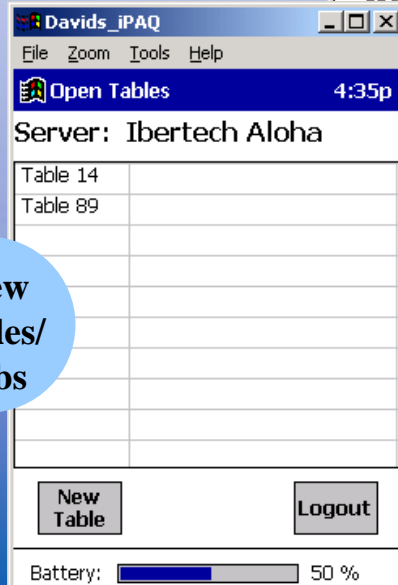 Davids_iPAQ
File Zoom Tools Help
Open Tables 4:35p
Server: Ibertech Aloha
Table 14
Table 89
New
Table
Logout
Battery: 50 %